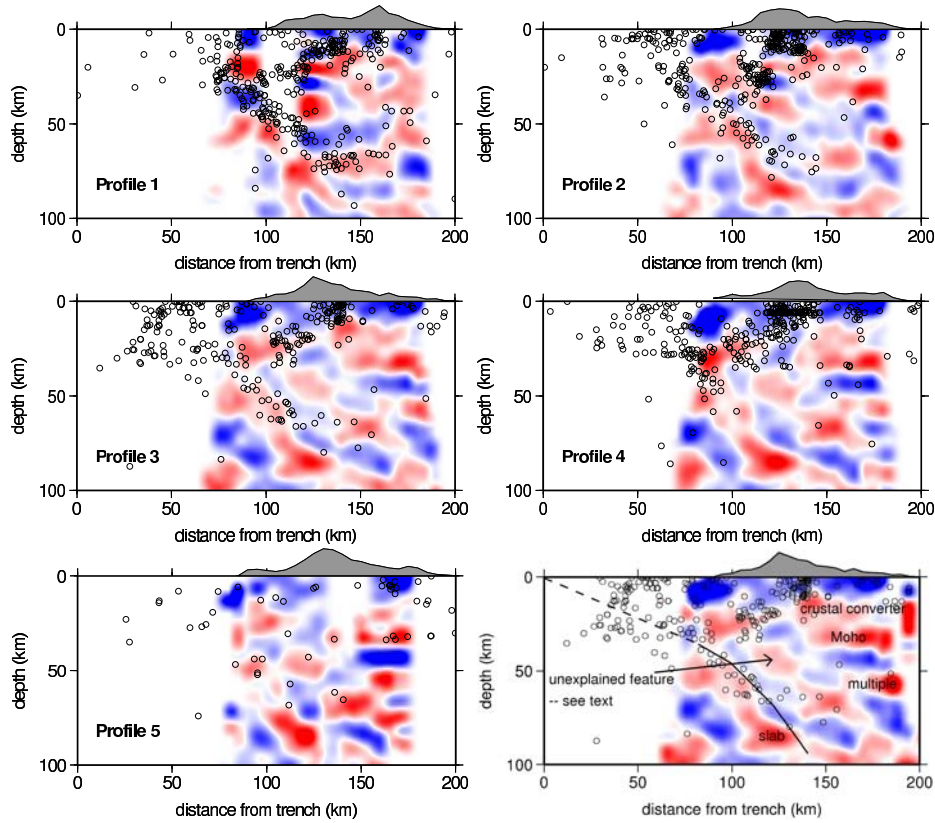 0
50
100
depth (km)
Profile 1
0 50 100 150 200
distance from trench (km)
0
50
100
depth (km)
Profile 2
0 50 100 150 200
distance from trench (km)
0
50
100
depth (km)
Profile 3
0 50 100 150 200
distance from trench (km)
0
50
100
depth (km)
Profile 4
0 50 100 150 200
distance from trench (km)
0
50
100
depth (km)
Profile 5
0 50 100 150 200
distance from trench (km)
0
50
100
depth (km)
crustal converter
Moho
unexplained feature
-- see text
multiple
slab
0 50 100 150 200
distance from trench (km)